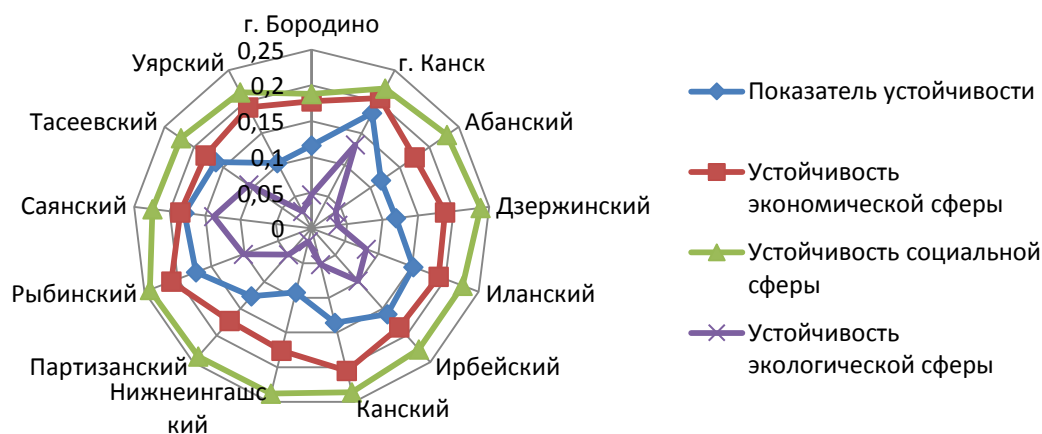 г. Бородино
г. Канск
Абанский
Дзержинский
Иланский
Ирбейский
Канский
Нижнеингашс
кий
Партизанский
Рыбинский
Саянский
Тасеевский
Уярский
0,25
0,2
0,15
0,1
0,05
0
Показатель устойчивости
Устойчивость
экономической сферы
Устойчивость социальной
сферы
Устойчивость
экологической сферы